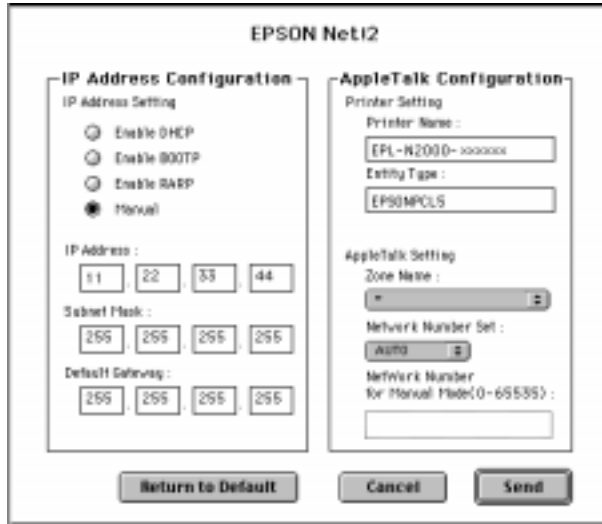 EPSON Net!2
IP Address Configuration
IP Address Setting
Enable DHCP
Enable BOOTP
Enable RARP
Manual
IP Address :
11 . 22 . 33 . 44
Subnet Mask :
255 . 255 . 255 . 255
Default Gateway :
255 . 255 . 255 . 255
AppleTalk Configuration
Printer Setting
Printer Name :
EPL-N2000-xxxxxx
Entity Type :
EPSONPCL5
AppleTalk Setting
Zone Name :
*
Network Number Set :
AUTO
NetWork Number
for Manual Mode(0-65535) :
Return to Default
Cancel
Send